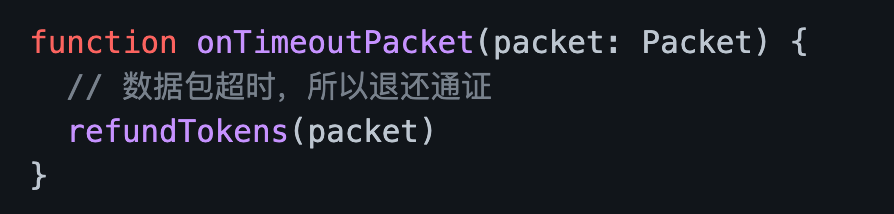 function onTimeoutPacket(packet: Packet) {
  // 数据包超时，所以退还通证
  refundTokens(packet)
}